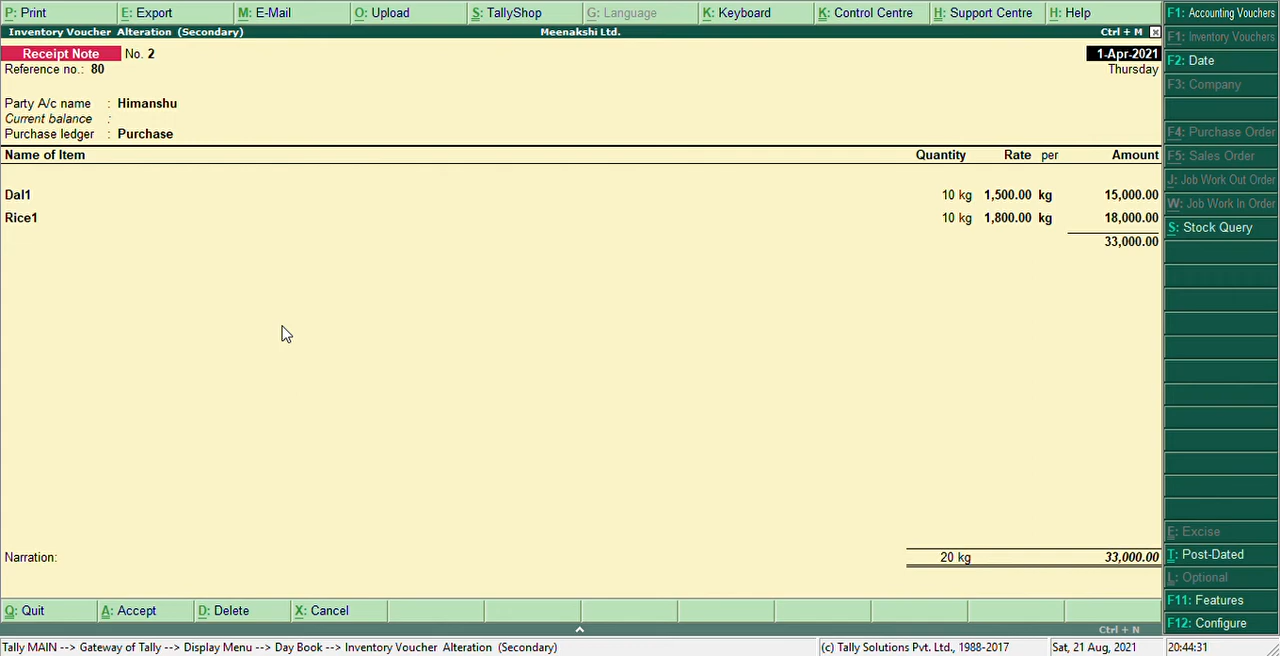 P: Print E: Export M: E-Mail O: Upload S: TallyShop G: Language K: Keyboard K: Control Centre H: Support Centre H: Help F1: Accounting Vouchers
Inventory Voucher Alteration (Secondary) Meenakshi Ltd. Ctrl + M x F1: Inventory Vouchers
Receipt Note No. 2 1-Apr-2021 F2: Date
Reference no.: 80 Thursday
F3: Company
Party A/c name : Himanshu
Current balance :
Purchase ledger : Purchase F4: Purchase Order
Name of Item Quantity Rate per Amount F5: Sales Order
J: Job Work Out Order
Dal1 10 kg 1,500.00 kg 15,000.00
W: Job Work In Order
Rice1 10 kg 1,800.00 kg 18,000.00
S: Stock Query
33,000.00
E: Excise
Narration: 20 kg 33,000.00 T: Post-Dated
L: Optional
Q: Quit A: Accept D: Delete X: Cancel F11: Features
Ctrl + N F12: Configure
Tally MAIN --> Gateway of Tally --> Display Menu --> Day Book --> Inventory Voucher Alteration (Secondary) (c) Tally Solutions Pvt. Ltd., 1988-2017 Sat, 21 Aug, 2021 20:44:31